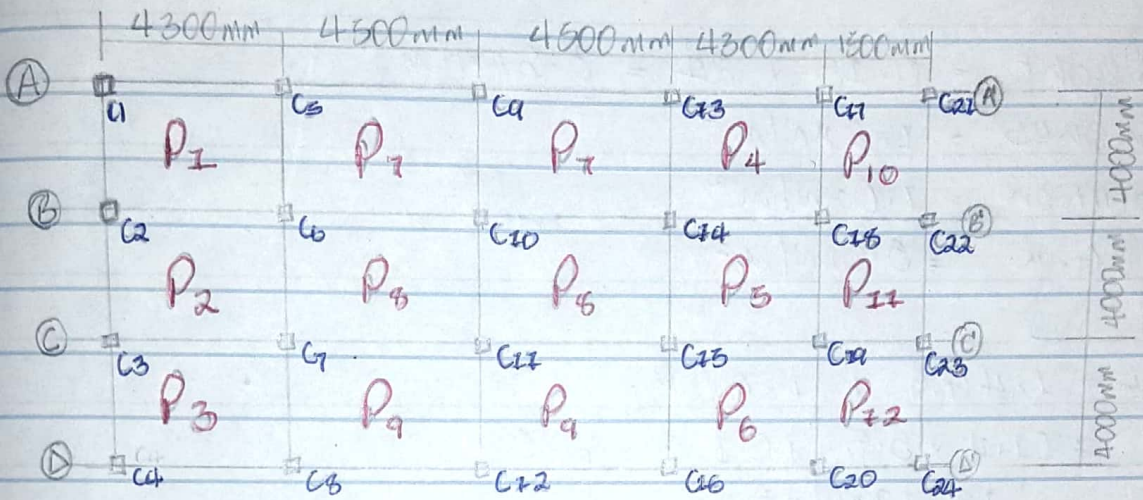 4300mm 4500mm 4500mm 4300mm 1500mm
A C1 C5 C9 C13 C17 C21 A'
P1 P7 P7 P4 P10
4000mm
B C2 C6 C10 C14 C18 C22 B'
P2 P8 P8 P5 P11
4000mm
C C3 C7 C11 C15 C19 C23 C'
P3 P9 P9 P6 P12
4000mm
D C4 C8 C12 C16 C20 C24 D'